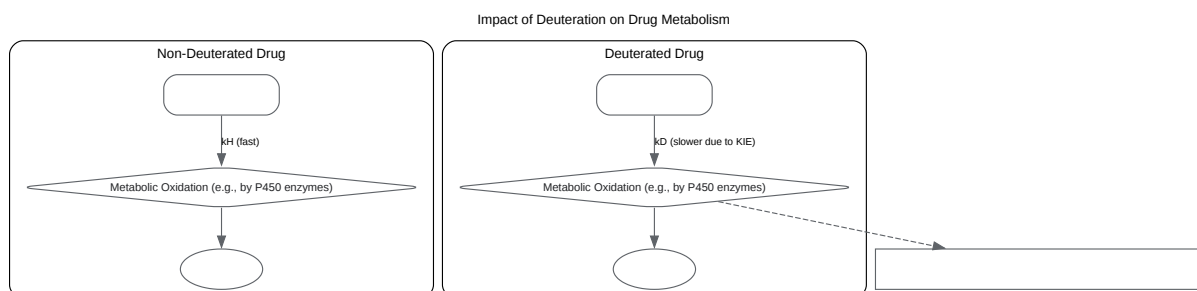 Impact of Deuteration on Drug Metabolism
Non-Deuterated Drug
Deuterated Drug
kH (fast)
kD (slower due to KIE)
Metabolic Oxidation (e.g., by P450 enzymes)
Metabolic Oxidation (e.g., by P450 enzymes)